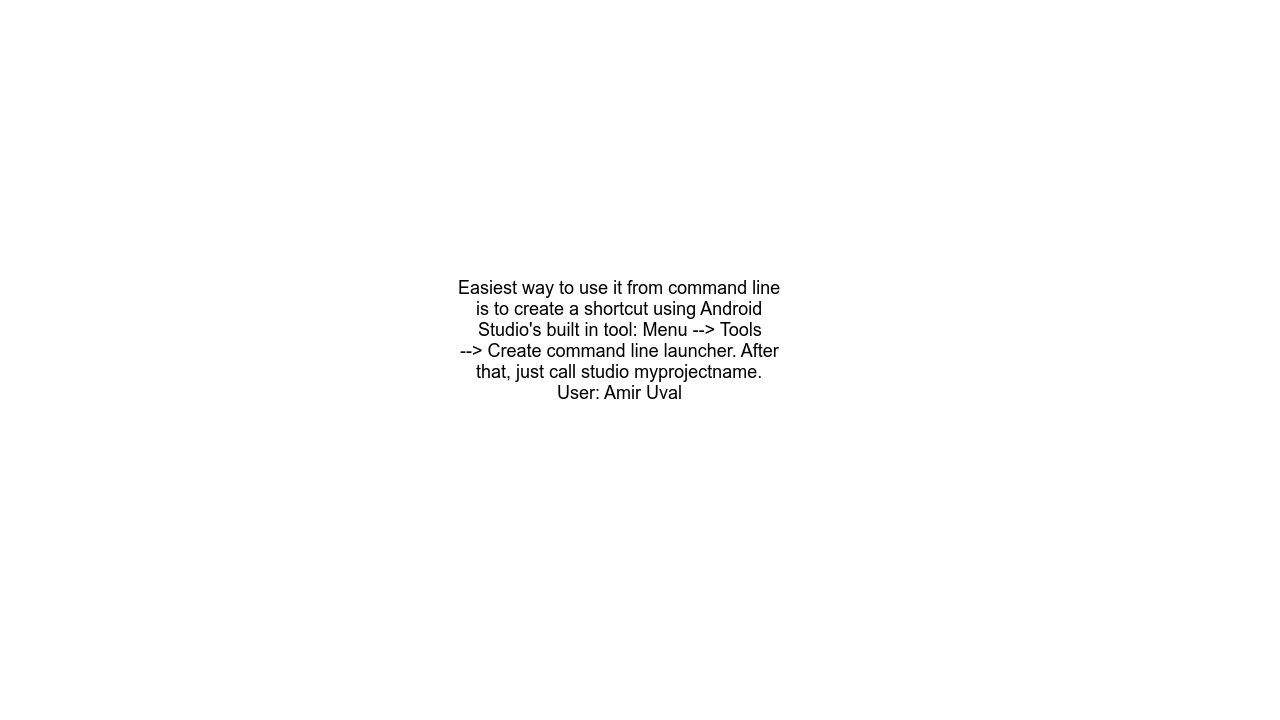 Easiest way to use it from command line
is to create a shortcut using Android
Studio's built in tool: Menu --> Tools
--> Create command line launcher. After
that, just call studio myprojectname.
User: Amir Uval